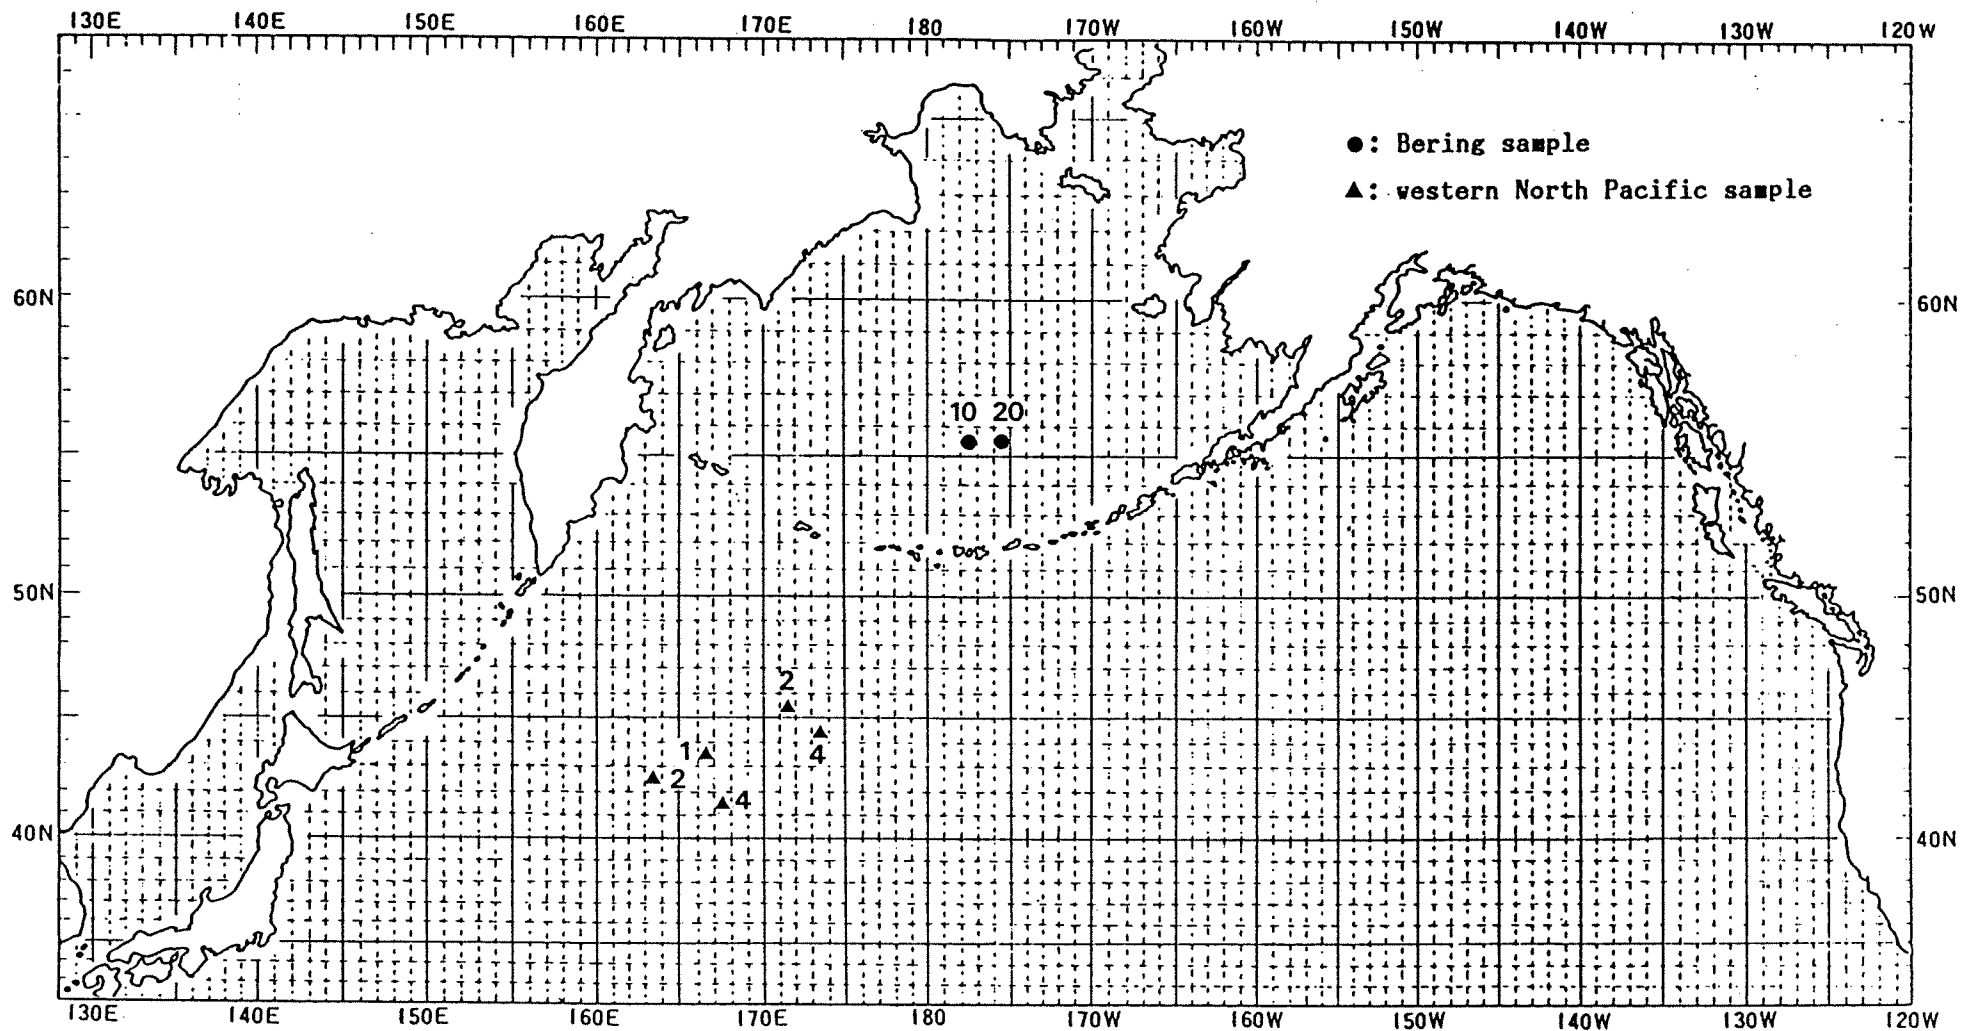 130E 140E 150E 160E 170E 180 170W 160W 150W 140W 130W 120W
●: Bering sample
▲: western North Pacific sample
60N 60N
10 20
50N 50N
2
1 4
2
4
40N 40N
130E 140E 150E 160E 170E 180 170W 160W 150W 140W 130W 120W